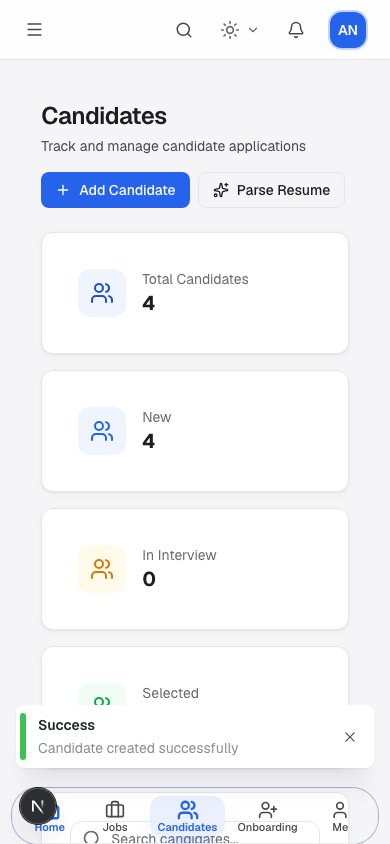 AN
Candidates
Track and manage candidate applications
Add Candidate
Parse Resume
Total Candidates
4
New
4
In Interview
0
Selected
Success
Candidate created successfully
N
Search candidates...
Home
Jobs
Candidates
Onboarding
Me